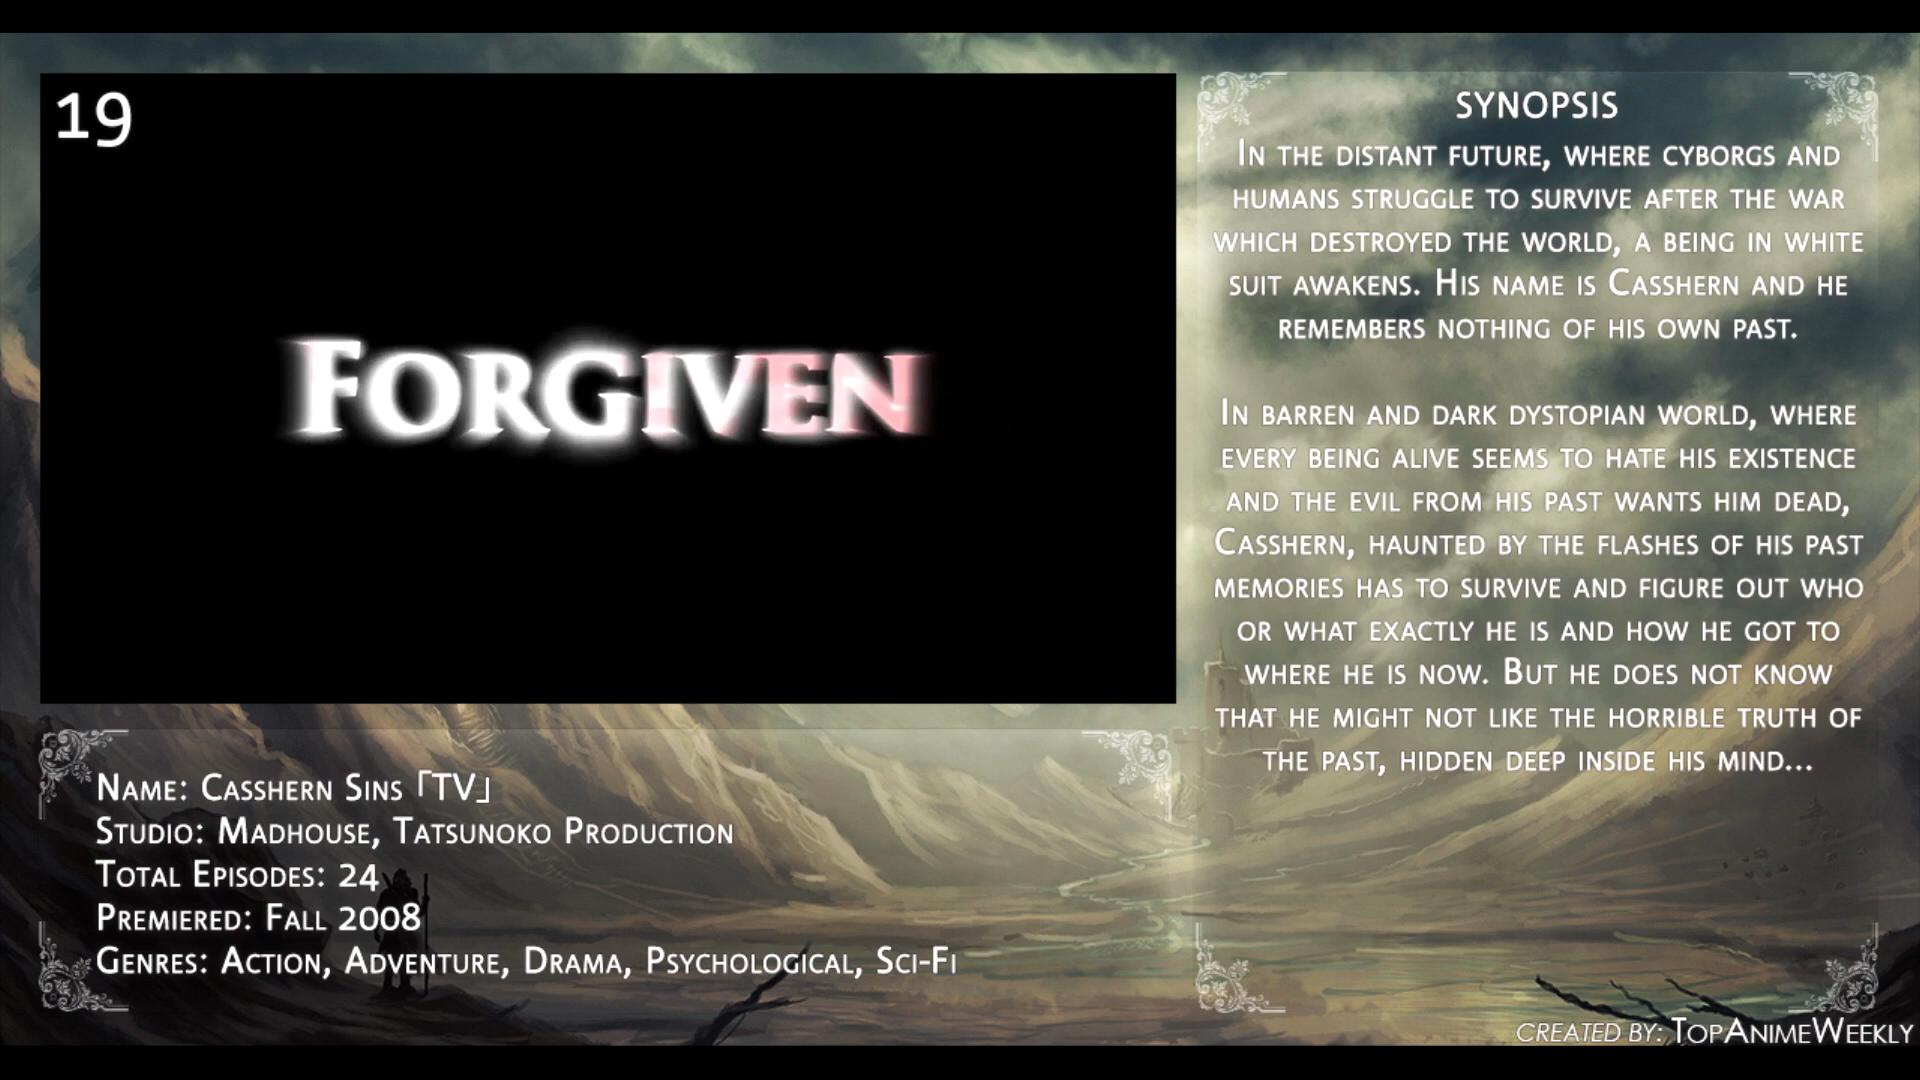 19
FORGIVEN
SYNOPSIS
IN THE DISTANT FUTURE, WHERE CYBORGS AND
HUMANS STRUGGLE TO SURVIVE AFTER THE WAR
WHICH DESTROYED THE WORLD, A BEING IN WHITE
SUIT AWAKENS. HIS NAME IS CASSHERN AND HE
REMEMBERS NOTHING OF HIS OWN PAST.
IN BARREN AND DARK DYSTOPIAN WORLD, WHERE
EVERY BEING ALIVE SEEMS TO HATE HIS EXISTENCE
AND THE EVIL FROM HIS PAST WANTS HIM DEAD,
CASSHERN, HAUNTED BY THE FLASHES OF HIS PAST
MEMORIES HAS TO SURVIVE AND FIGURE OUT WHO
OR WHAT EXACTLY HE IS AND HOW HE GOT TO
WHERE HE IS NOW. BUT HE DOES NOT KNOW
THAT HE MIGHT NOT LIKE THE HORRIBLE TRUTH OF
THE PAST, HIDDEN DEEP INSIDE HIS MIND...
NAME: CASSHERN SINS 「TV」
STUDIO: MADHOUSE, TATSUNOKO PRODUCTION
TOTAL EPISODES: 24
PREMIERED: FALL 2008
GENRES: ACTION, ADVENTURE, DRAMA, PSYCHOLOGICAL, SCI-FI
CREATED BY: TOPANIMEWEEKLY